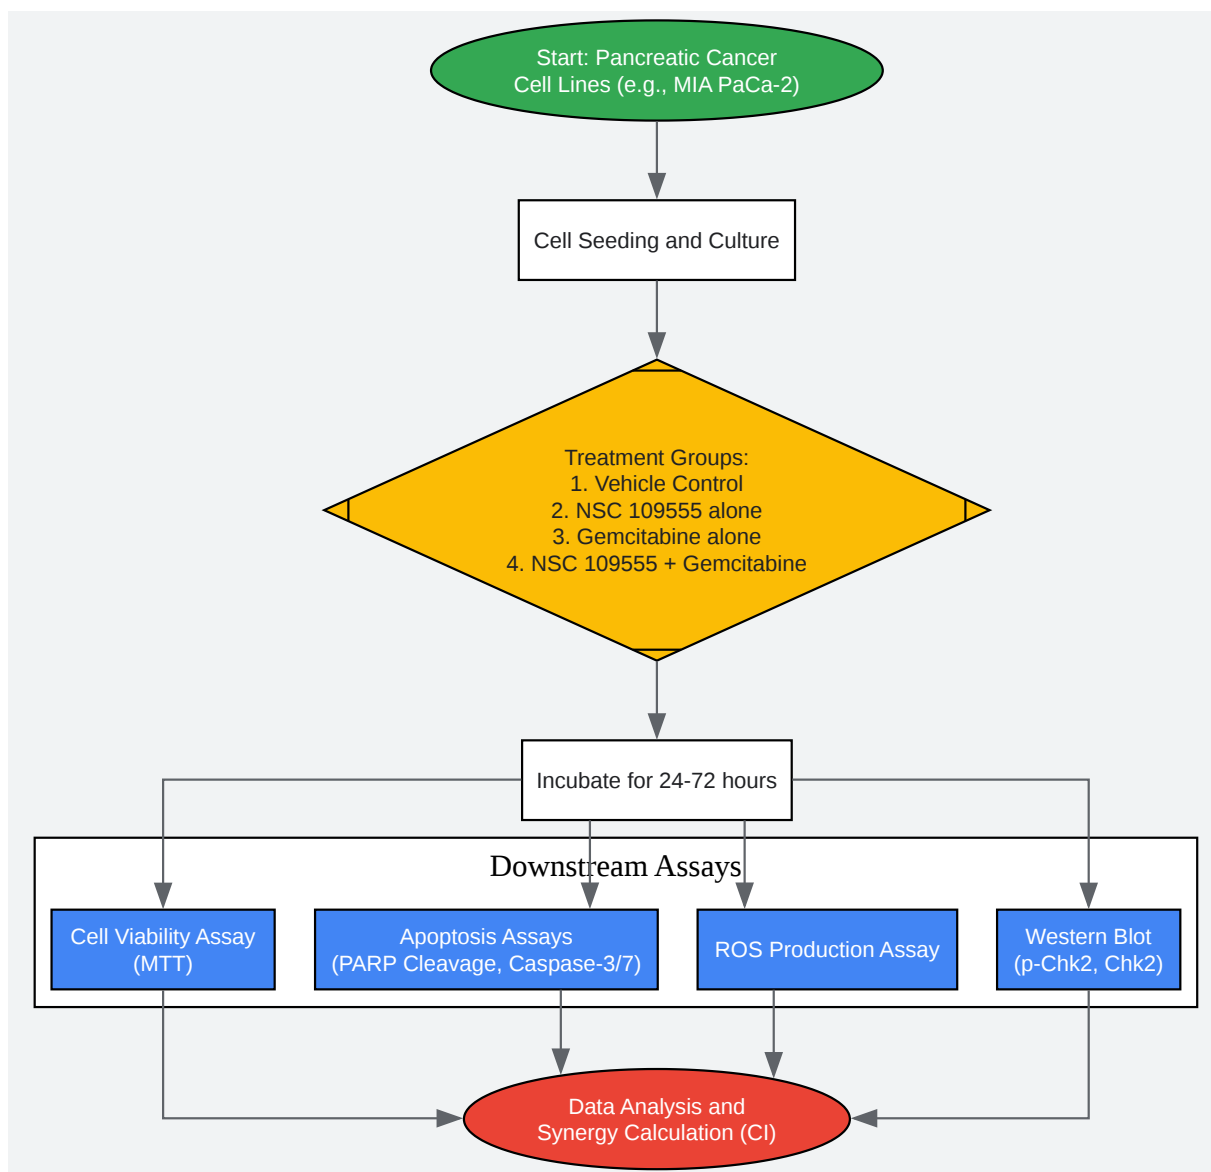 Start: Pancreatic Cancer
Cell Lines (e.g., MIA PaCa-2)
Cell Seeding and Culture
Treatment Groups:
1. Vehicle Control
2. NSC 109555 alone
3. Gemcitabine alone
4. NSC 109555 + Gemcitabine
Incubate for 24-72 hours
Downstream Assays
Cell Viability Assay
(MTT)
Apoptosis Assays
(PARP Cleavage, Caspase-3/7)
ROS Production Assay
Western Blot
(p-Chk2, Chk2)
Data Analysis and
Synergy Calculation (CI)